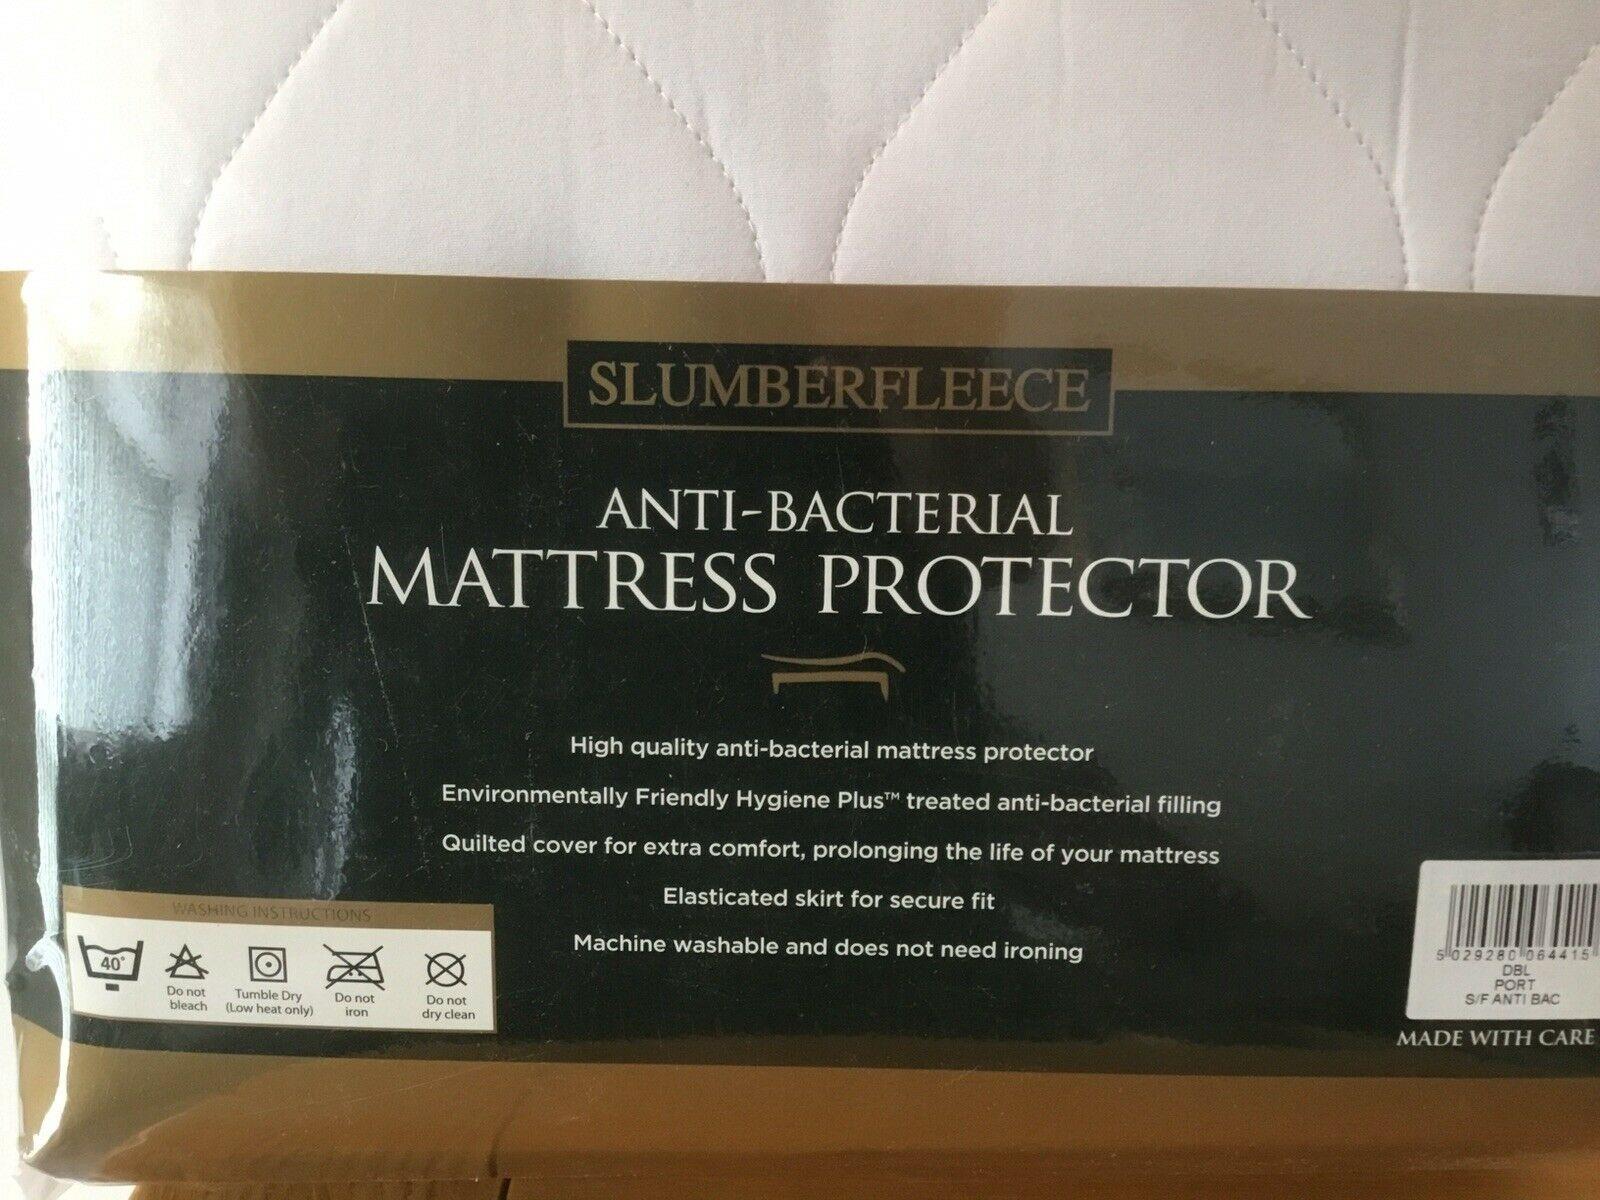 SLUMBERFLEECE
ANTI-BACTERIAL
MATTRESS PROTECTOR
High quality anti-bacterial mattress protector
Environmentally Friendly Hygiene Plus™ treated anti-bacterial filling
Quilted cover for extra comfort, prolonging the life of your mattress
Elasticated skirt for secure fit
Machine washable and does not need ironing
WASHING INSTRUCTIONS
40°
Do not
bleach
Tumble Dry
(Low heat only)
Do not
iron
Do not
dry clean
5 029280 064415
DBL
PORT
S/F ANTI BAC
MADE WITH CARE